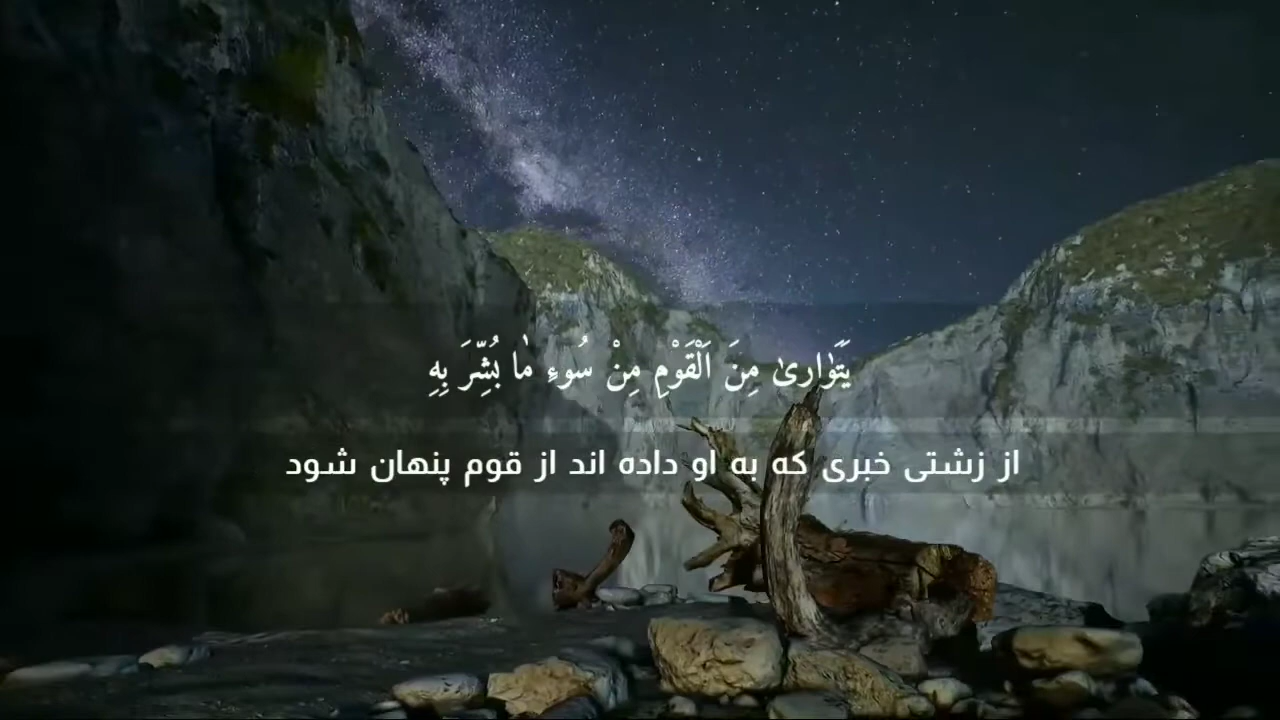 يَتَوٰارىٰ مِنَ اَلْقَوْمِ مِنْ سُوءِ مٰا بُشِّرَ بِهِ
از زشتی خبری که به او داده اند از قوم پنهان شود